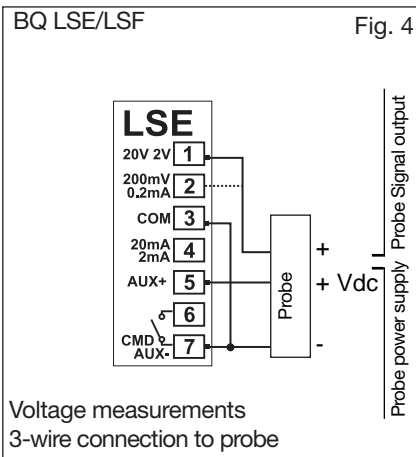 BQ LSE/LSF
Fig. 4
LSE
20V 2V 1
200mV
0.2mA 2
COM 3
20mA
2mA 4
AUX+ 5
6
CMD
AUX- 7
Probe
+
+ Vdc
-
Probe Signal output
Probe power supply
Voltage measurements
3-wire connection to probe